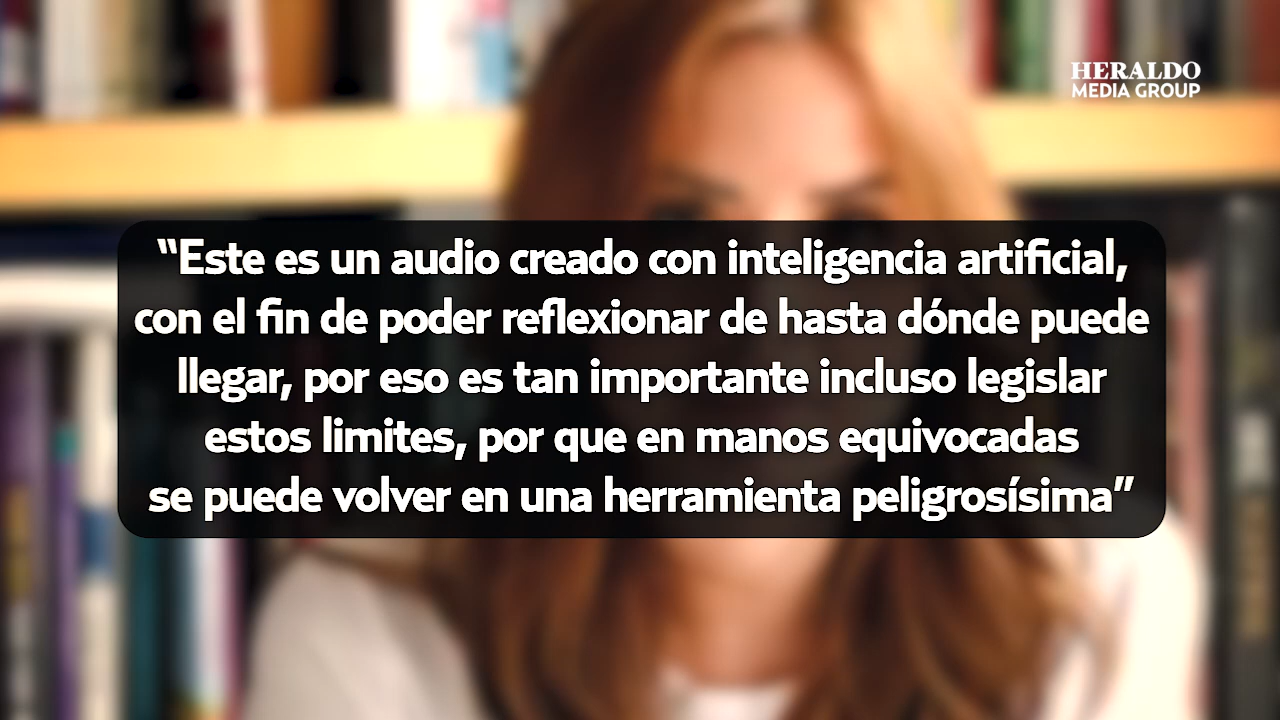 HERALDO
MEDIA GROUP
“Este es un audio creado con inteligencia artificial,
con el fin de poder reflexionar de hasta dónde puede
llegar, por eso es tan importante incluso legislar
estos limites, por que en manos equivocadas
se puede volver en una herramienta peligrosísima”